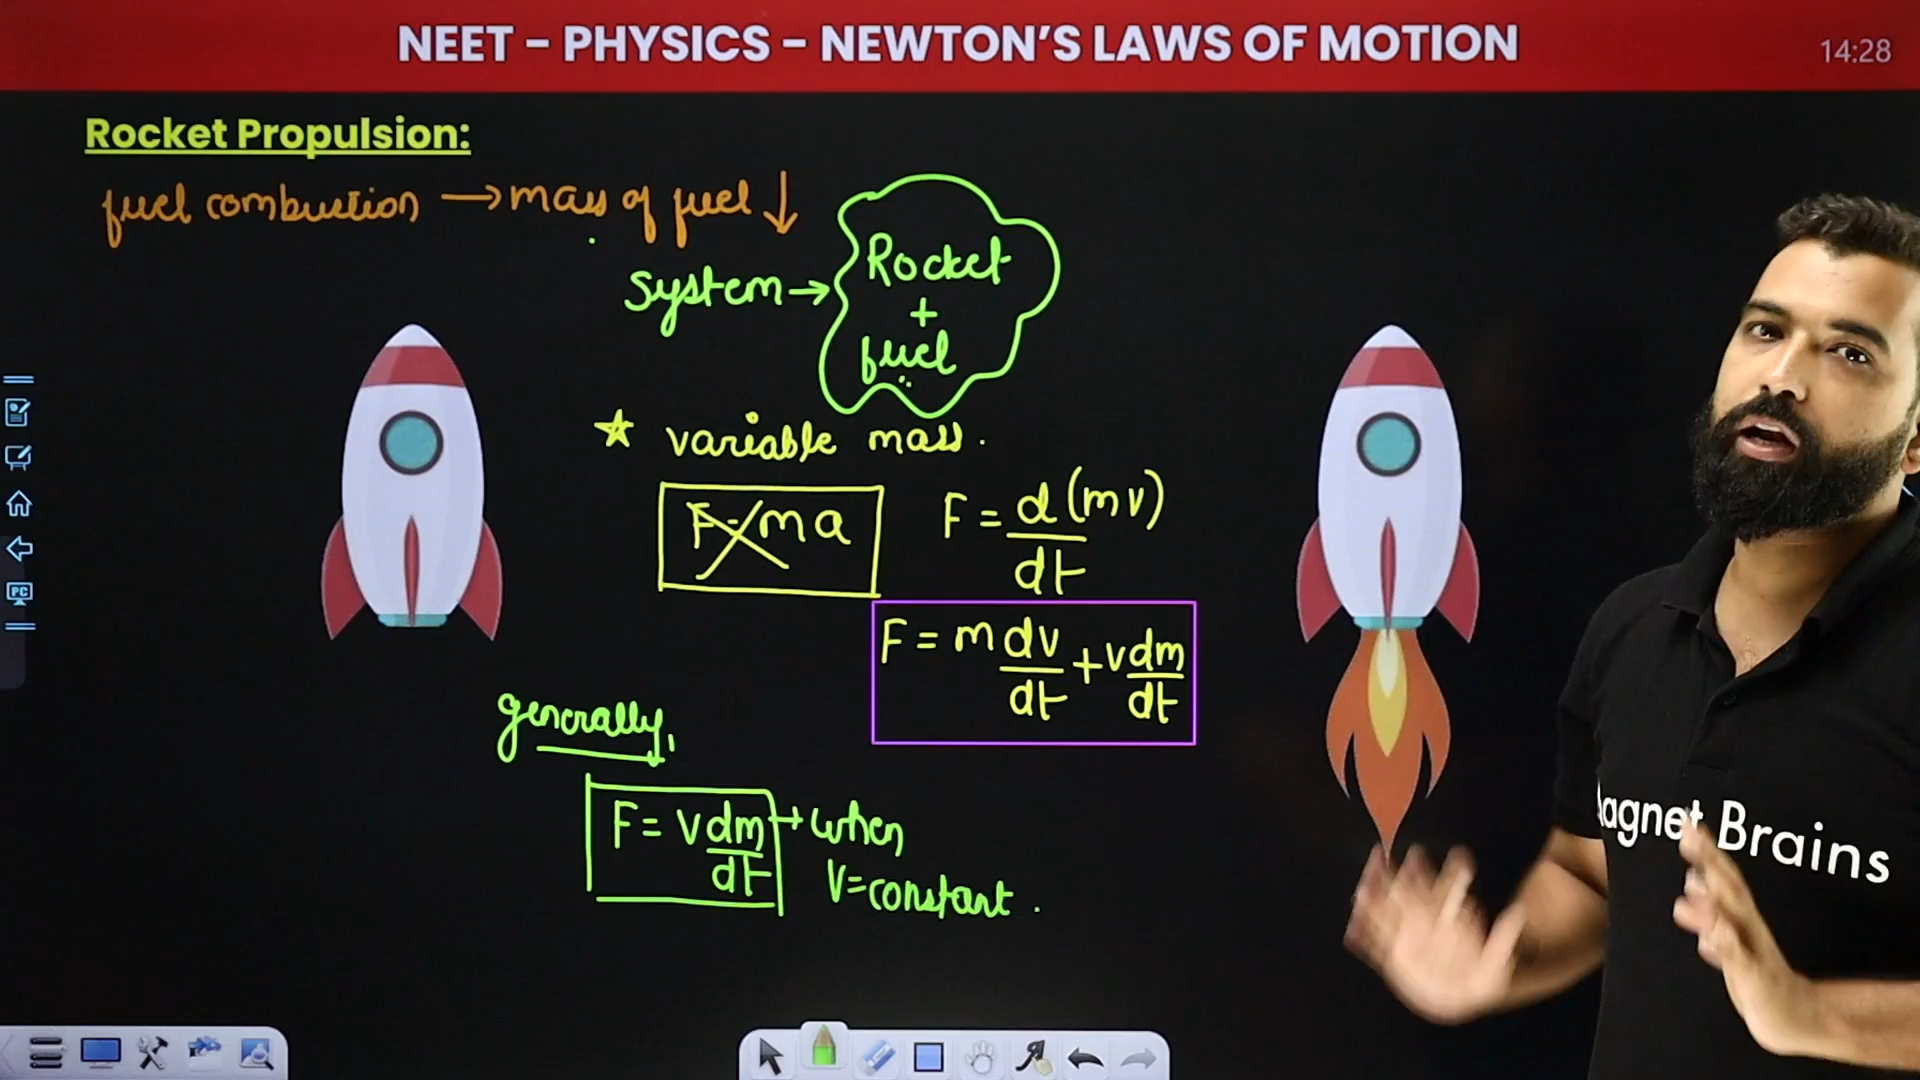 NEET - PHYSICS - NEWTON'S LAWS OF MOTION
14:28
Rocket Propulsion:
fuel combustion → mass of fuel ↓
System → Rocket
+
fuel
★ variable mass.
F = ma
F = d(mv)/dt
F = m dv/dt + v dm/dt
generally,
F = v dm/dt → when
V = constant.
PC
agnet Brains